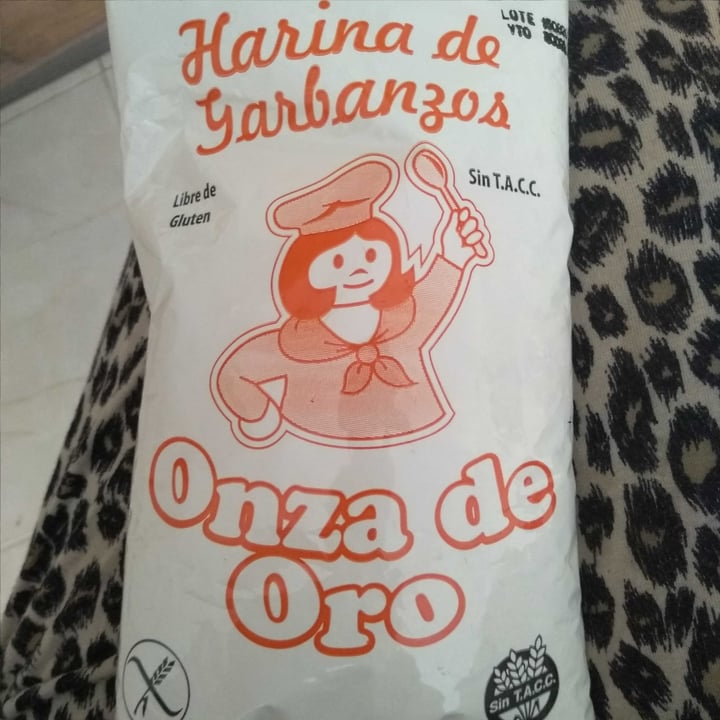 Harina de
Garbanzos
LOTE
VTO
Libre de
Gluten
Sin T.A.C.C.
Onza de
Oro
Sin T.A.C.C.